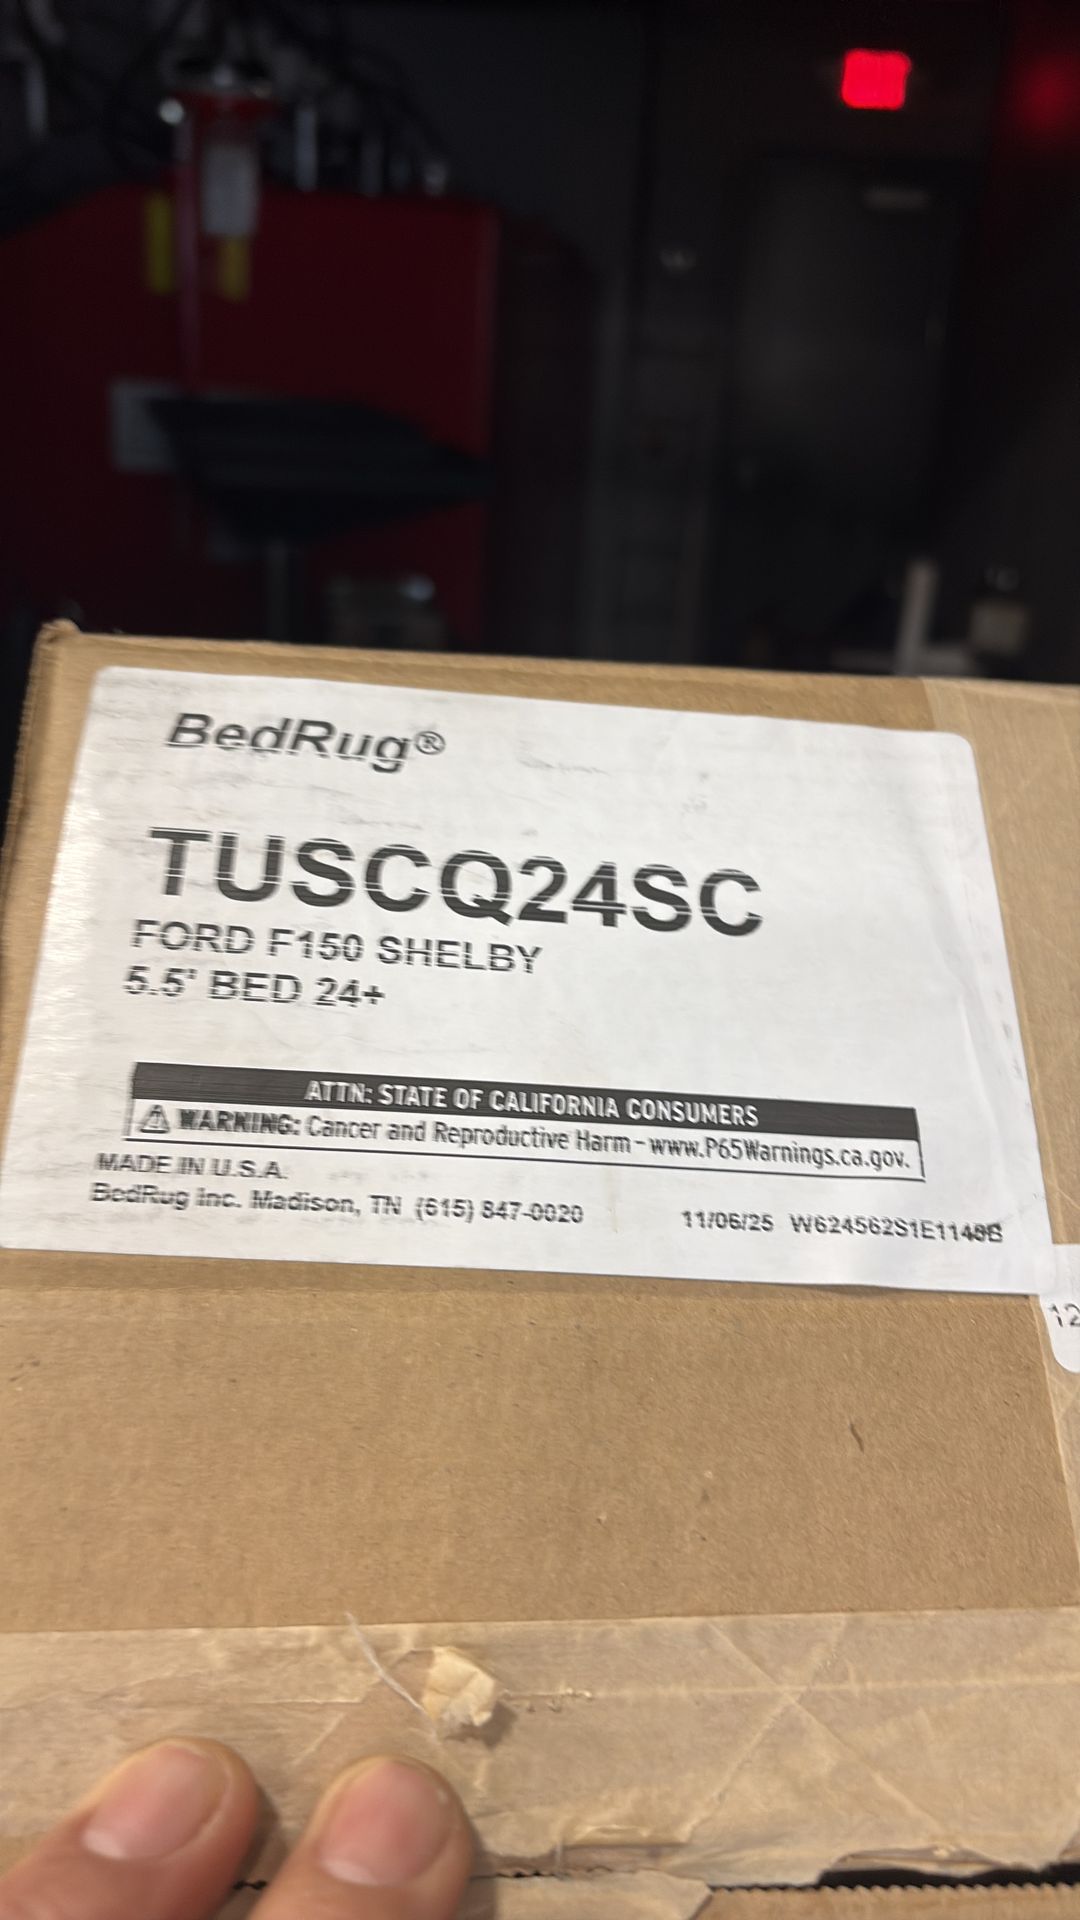 BedRug®
TUSCQ24SC
FORD F150 SHELBY
5.5' BED 24+
ATTN: STATE OF CALIFORNIA CONSUMERS
⚠ WARNING: Cancer and Reproductive Harm - www.P65Warnings.ca.gov.
MADE IN U.S.A.
BedRug Inc. Madison, TN (615) 847-0020
11/06/25
12